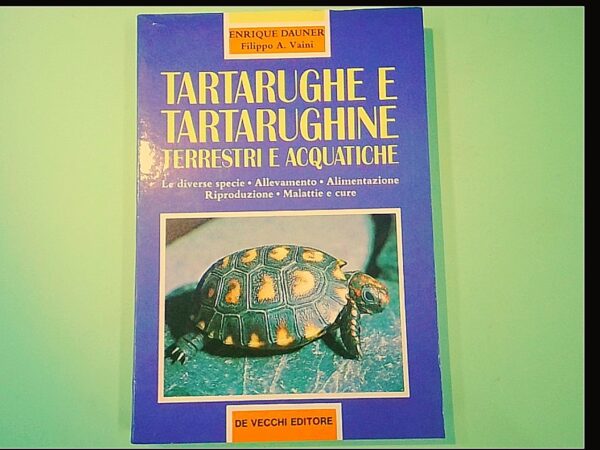 ENRIQUE DAUNER
Filippo A. Vaini
TARTARUGHE E
TARTARUGHINE
TERRESTRI E ACQUATICHE
Le diverse specie • Allevamento • Alimentazione
Riproduzione • Malattie e cure
DE VECCHI EDITORE